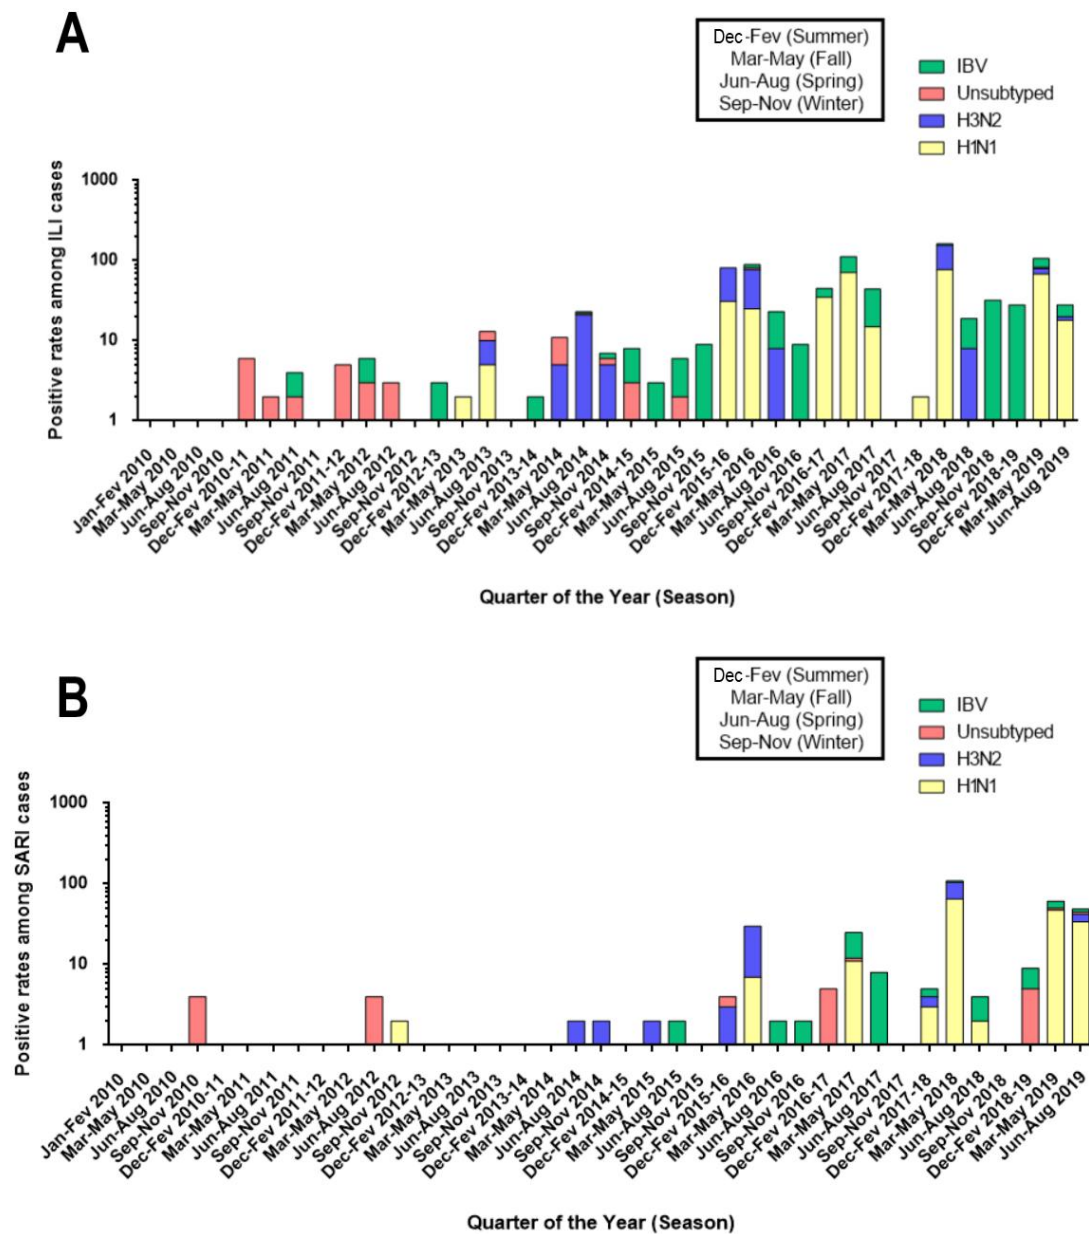 A
Dec-Fev (Summer)
Mar-May (Fall)
Jun-Aug (Spring)
Sep-Nov (Winter)
IBV
Unsubtyped
H3N2
H1N1
Positive rates among ILI cases
1000
100
10
1
Jan-Fev 2010
Mar-May 2010
Jun-Aug 2010
Sep-Nov 2010
Dec-Fev 2010-11
Mar-May 2011
Jun-Aug 2011
Sep-Nov 2011
Dec-Fev 2011-12
Mar-May 2012
Jun-Aug 2012
Sep-Nov 2012
Dec-Fev 2012-13
Mar-May 2013
Jun-Aug 2013
Sep-Nov 2013
Dec-Fev 2013-14
Mar-May 2014
Jun-Aug 2014
Sep-Nov 2014
Dec-Fev 2014-15
Mar-May 2015
Jun-Aug 2015
Sep-Nov 2015
Dec-Fev 2015-16
Mar-May 2016
Jun-Aug 2016
Sep-Nov 2016
Dec-Fev 2016-17
Mar-May 2017
Jun-Aug 2017
Sep-Nov 2017
Dec-Fev 2017-18
Mar-May 2018
Jun-Aug 2018
Sep-Nov 2018
Dec-Fev 2018-19
Mar-May 2019
Jun-Aug 2019
Quarter of the Year (Season)
B
Dec-Fev (Summer)
Mar-May (Fall)
Jun-Aug (Spring)
Sep-Nov (Winter)
IBV
Unsubtyped
H3N2
H1N1
Positive rates among SARI cases
1000
100
10
1
Jan-Fev 2010
Mar-May 2010
Jun-Aug 2010
Sep-Nov 2010
Dec-Fev 2010-11
Mar-May 2011
Jun-Aug 2011
Sep-Nov 2011
Dec-Fev 2011-12
Mar-May 2012
Jun-Aug 2012
Sep-Nov 2012
Dec-Fev 2012-13
Mar-May 2013
Jun-Aug 2013
Sep-Nov 2013
Dec-Fev 2013-14
Mar-May 2014
Jun-Aug 2014
Sep-Nov 2014
Dec-Fev 2014-15
Mar-May 2015
Jun-Aug 2015
Sep-Nov 2015
Dec-Fev 2015-16
Mar-May 2016
Jun-Aug 2016
Sep-Nov 2016
Dec-Fev 2016-17
Mar-May 2017
Jun-Aug 2017
Sep-Nov 2017
Dec-Fev 2017-18
Mar-May 2018
Jun-Aug 2018
Sep-Nov 2018
Dec-Fev 2018-19
Mar-May 2019
Jun-Aug 2019
Quarter of the Year (Season)